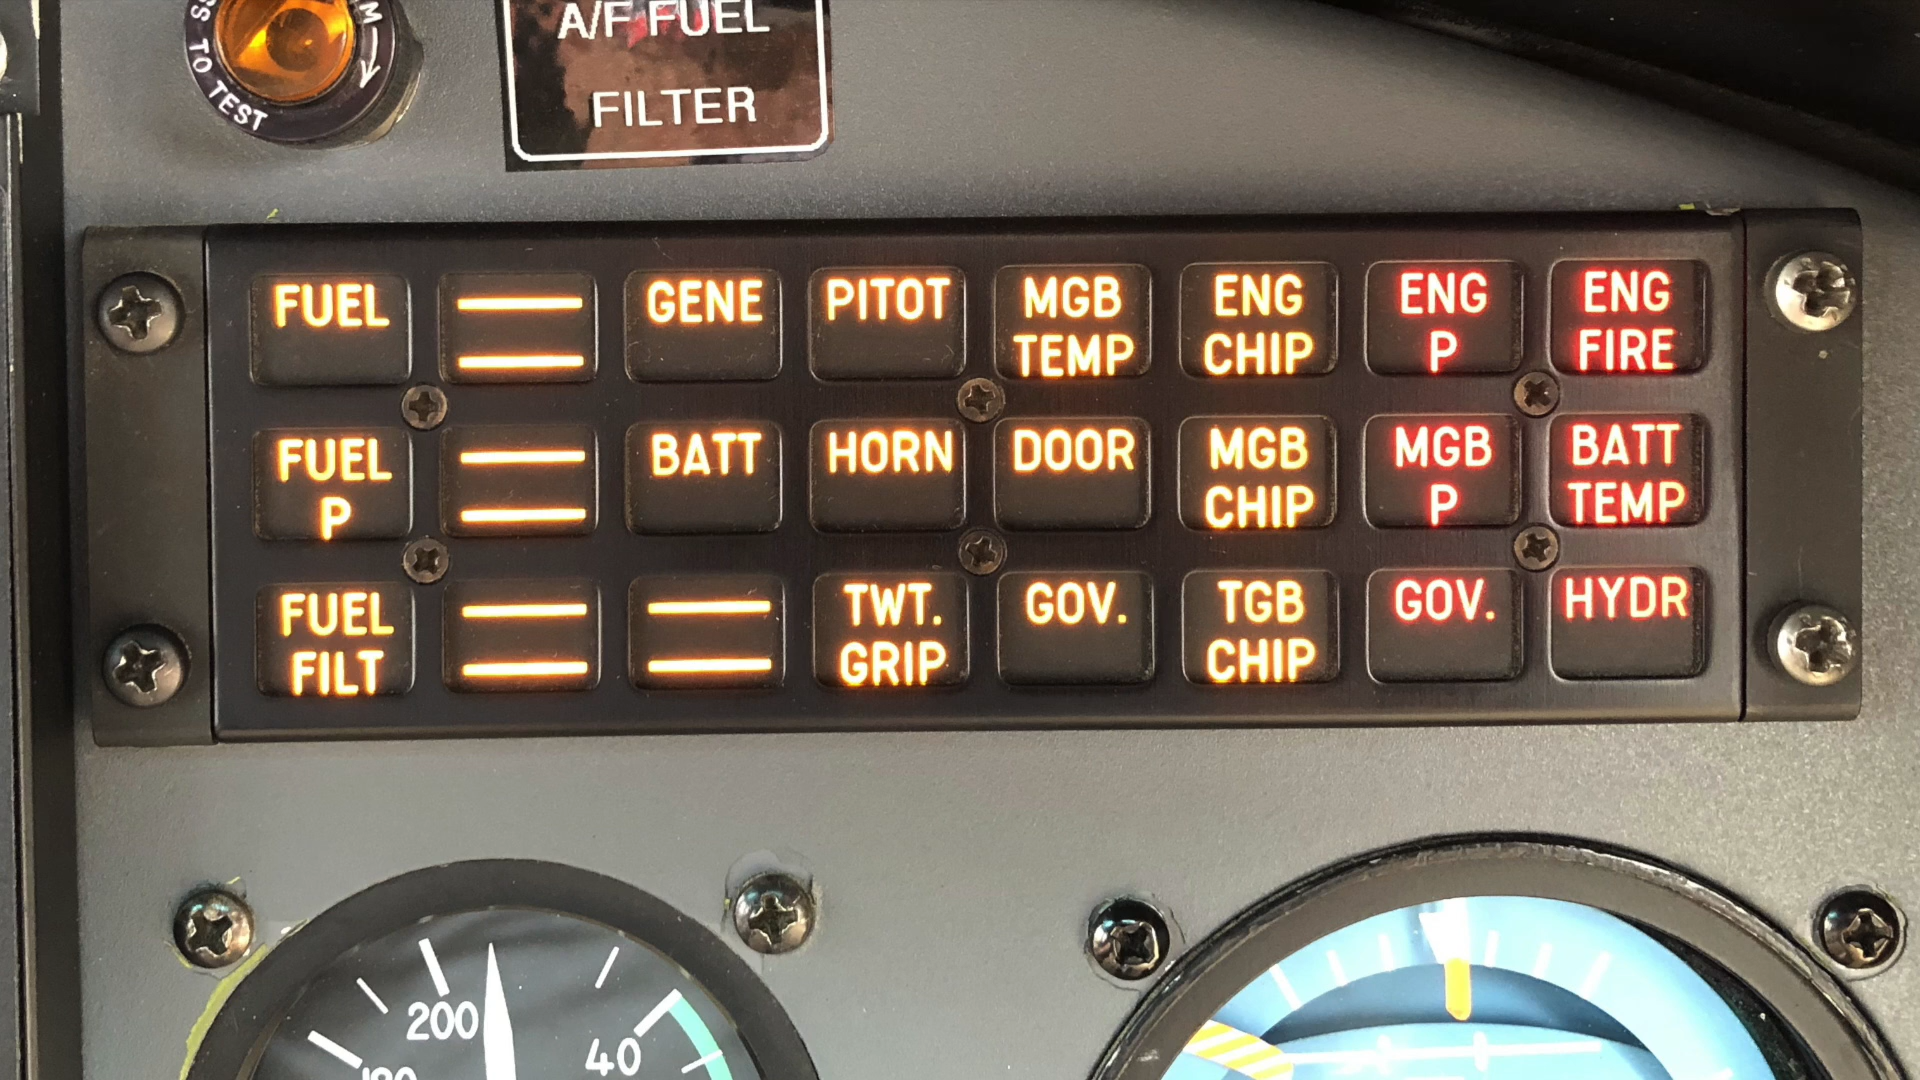 TO TEST
A/F FUEL
FILTER
FUEL
GENE
PITOT
MGB
TEMP
ENG
CHIP
ENG
P
ENG
FIRE
FUEL
P
BATT
HORN
DOOR
MGB
CHIP
MGB
P
BATT
TEMP
FUEL
FILT
TWT.
GRIP
GOV.
TGB
CHIP
GOV.
HYDR
200
40
180